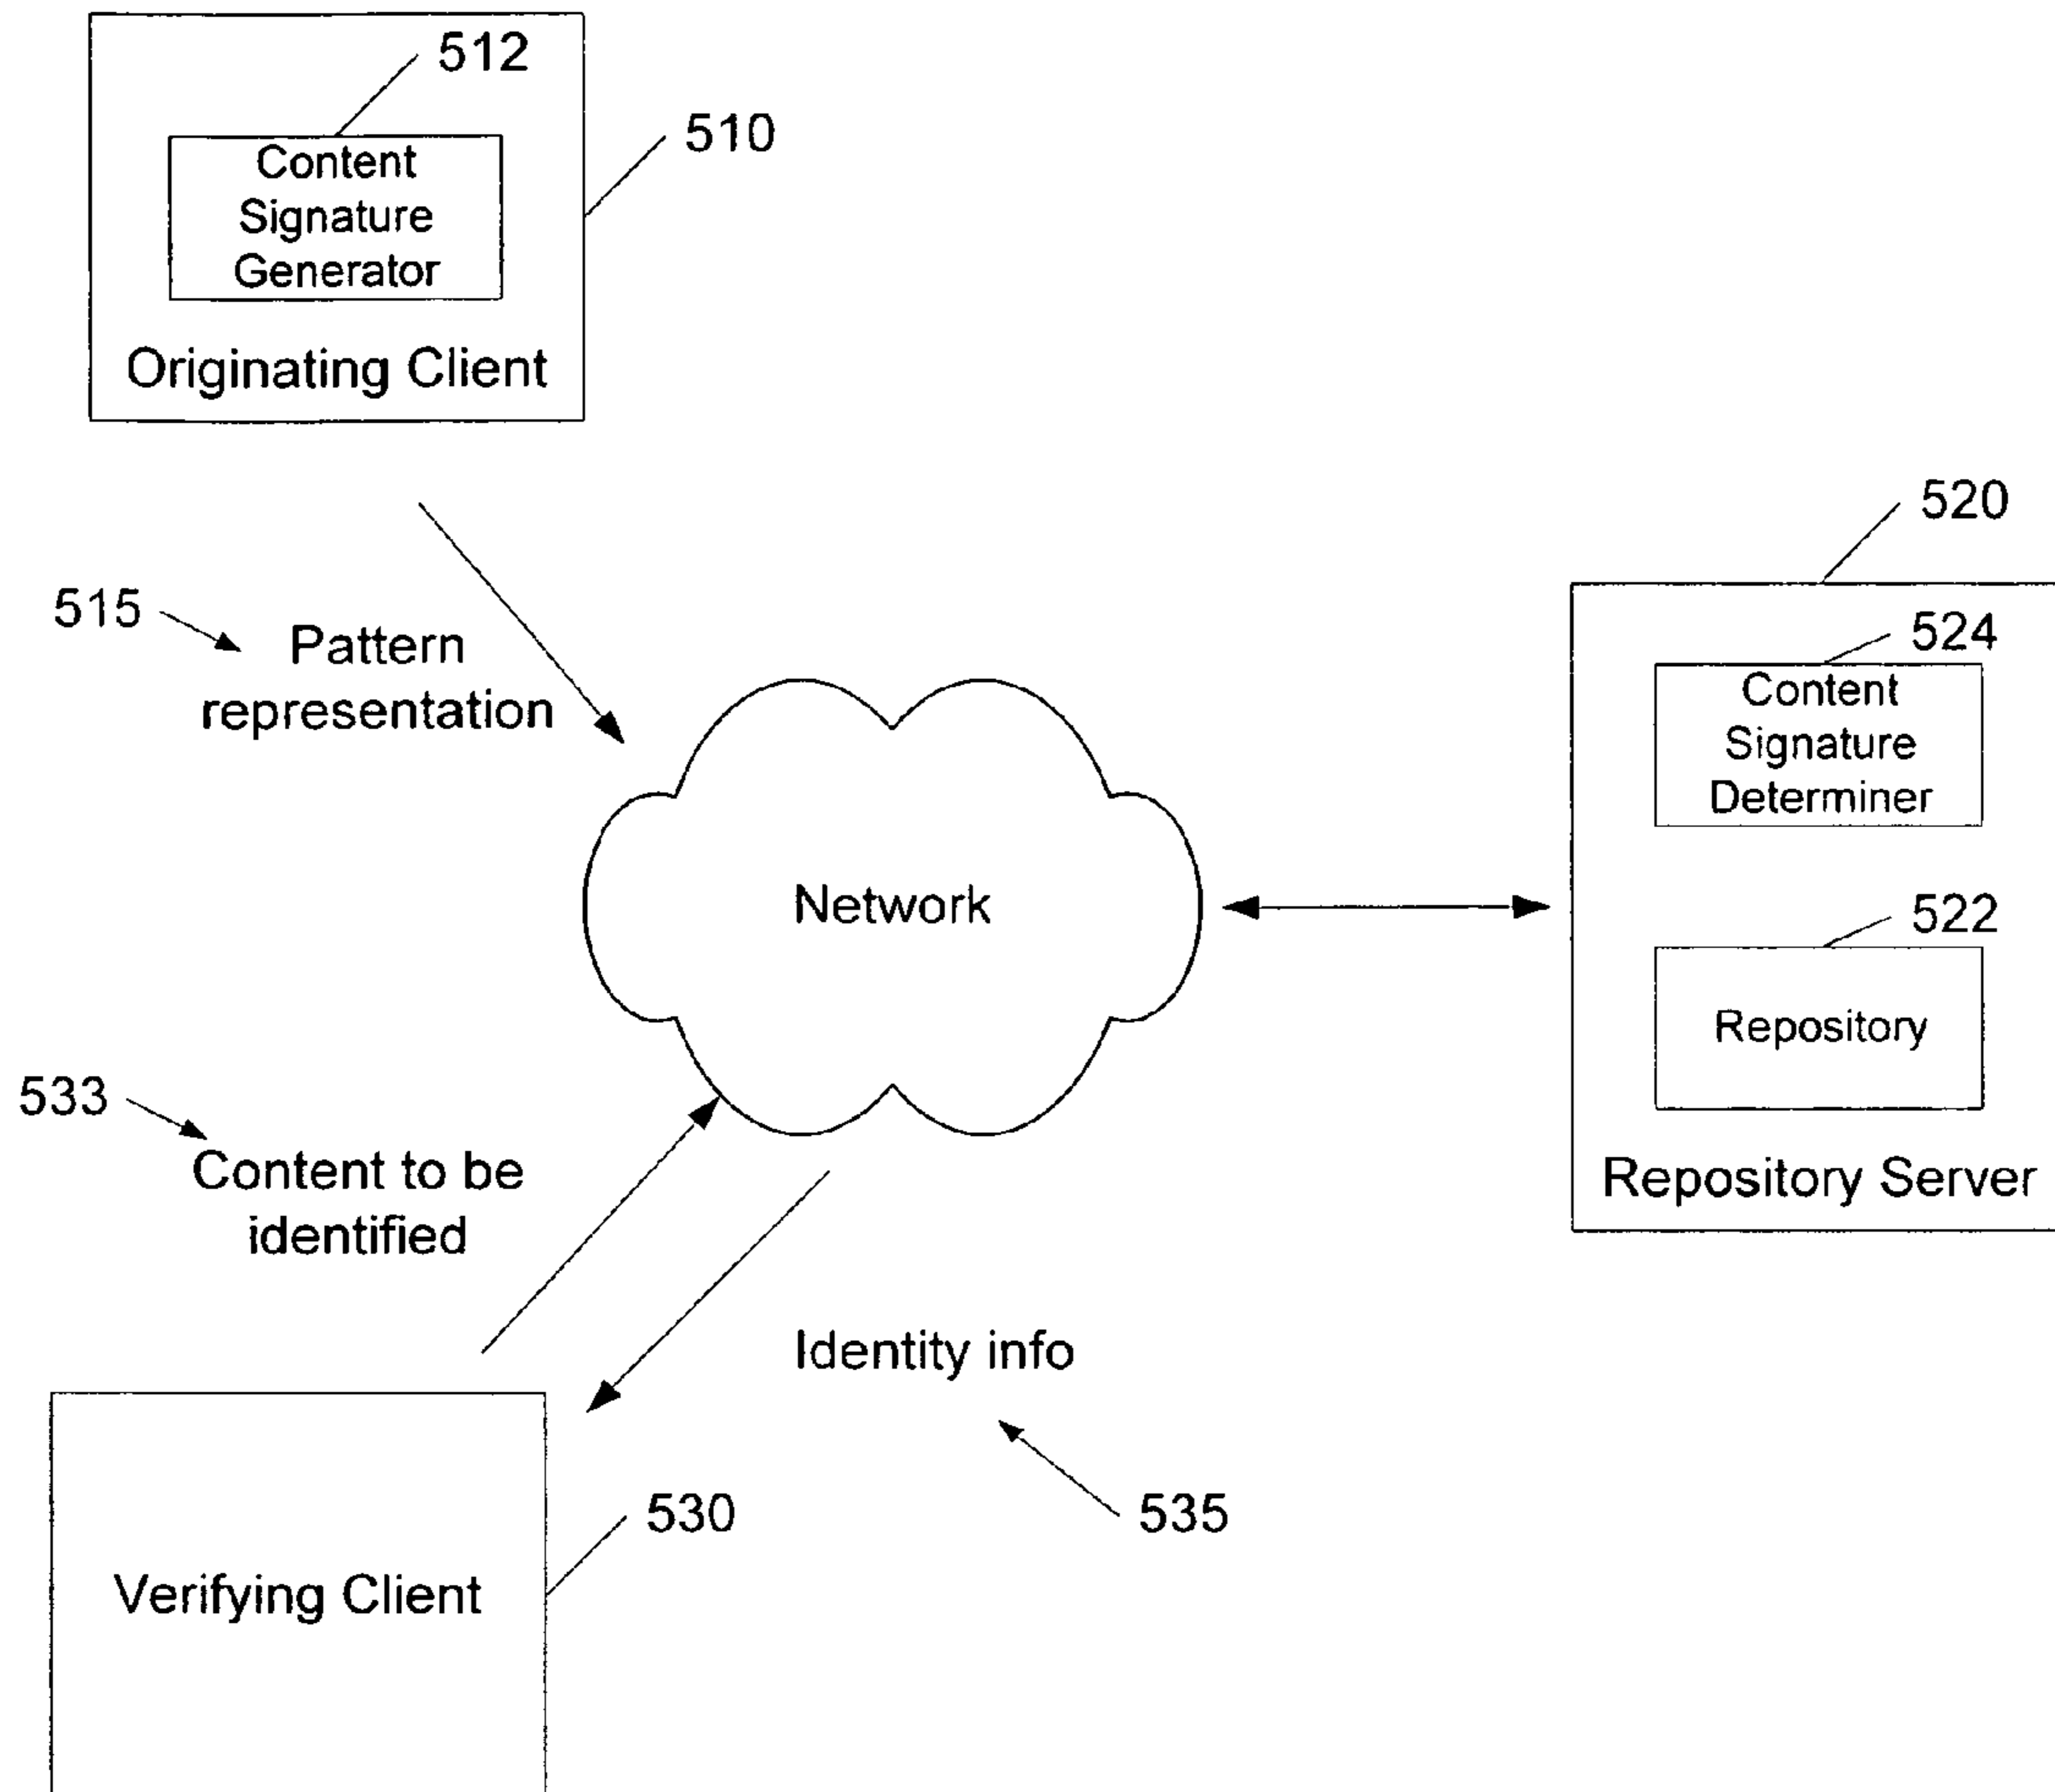 512
510
Content
Signature
Generator
Originating Client
520
515
Pattern
representation
524
Content
Signature
Determiner
Network
522
Repository
533
Content to be
identified
Repository Server
Identity info
530
535
Verifying Client